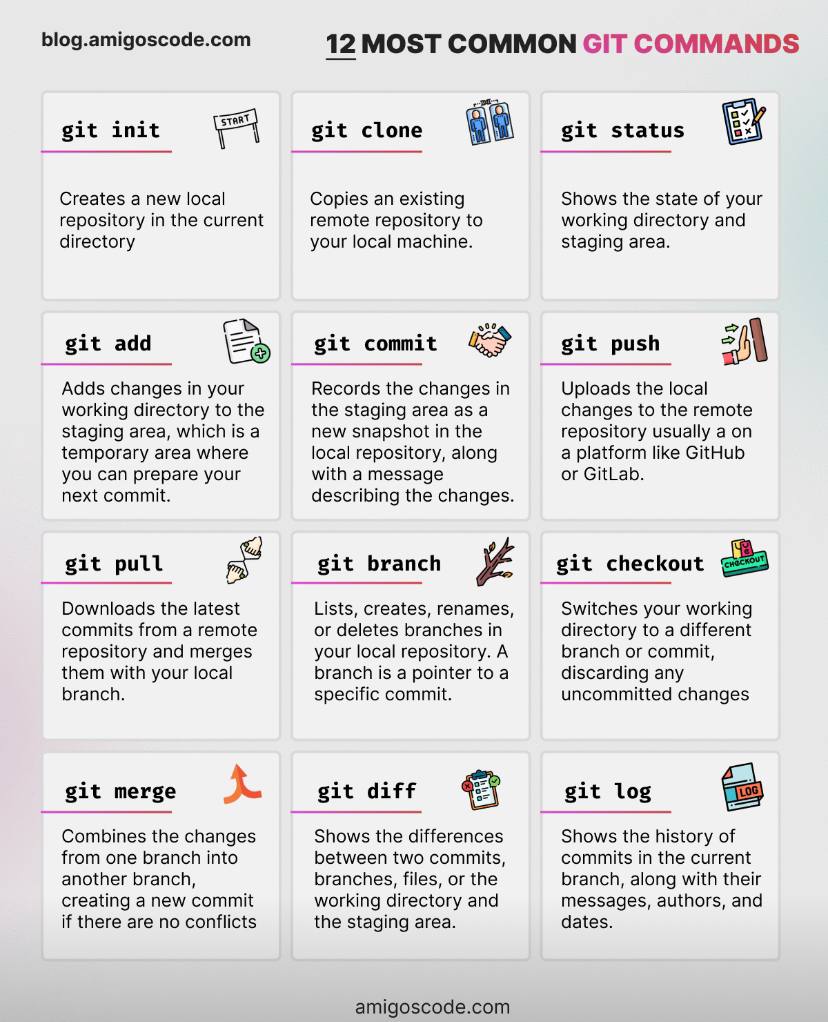 blog.amigoscode.com
12 MOST COMMON GIT COMMANDS
git init
START
Creates a new local
repository in the current
directory
git clone
Copies an existing
remote repository to
your local machine.
git status
Shows the state of your
working directory and
staging area.
git add
Adds changes in your
working directory to the
staging area, which is a
temporary area where
you can prepare your
next commit.
git commit
Records the changes in
the staging area as a
new snapshot in the
local repository, along
with a message
describing the changes.
git push
Uploads the local
changes to the remote
repository usually a on
a platform like GitHub
or GitLab.
git pull
Downloads the latest
commits from a remote
repository and merges
them with your local
branch.
git branch
Lists, creates, renames,
or deletes branches in
your local repository. A
branch is a pointer to a
specific commit.
git checkout
CHECKOUT
Switches your working
directory to a different
branch or commit,
discarding any
uncommitted changes
git merge
Combines the changes
from one branch into
another branch,
creating a new commit
if there are no conflicts
git diff
Shows the differences
between two commits,
branches, files, or the
working directory and
the staging area.
git log
LOG
Shows the history of
commits in the current
branch, along with their
messages, authors, and
dates.
amigoscode.com